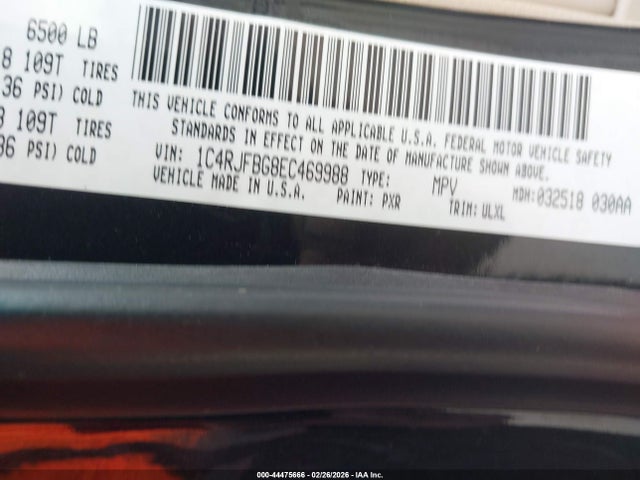 6500 LB
8 109T TIRES
36 PSI) COLD
109T TIRES
36 PSI) COLD
THIS VEHICLE CONFORMS TO ALL APPLICABLE U.S.A. FEDERAL MOTOR VEHICLE SAFETY
STANDARDS IN EFFECT ON THE DATE OF MANUFACTURE SHOWN ABOVE.
VIN: 1C4RJFBG8EC469988 TYPE: MPV MDH:032518 030AA
VEHICLE MADE IN U.S.A. PAINT: PXR TRIM: ULXL
000-44475666 - 02/26/2026 - IAA Inc.